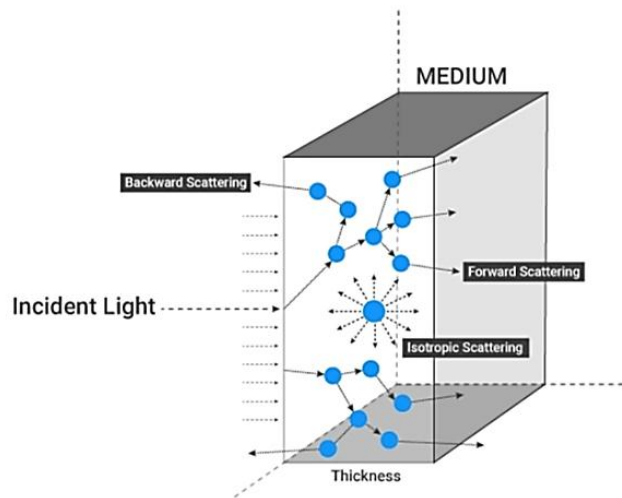 MEDIUM
Backward Scattering
Forward Scattering
Incident Light
Isotropic Scattering
Thickness